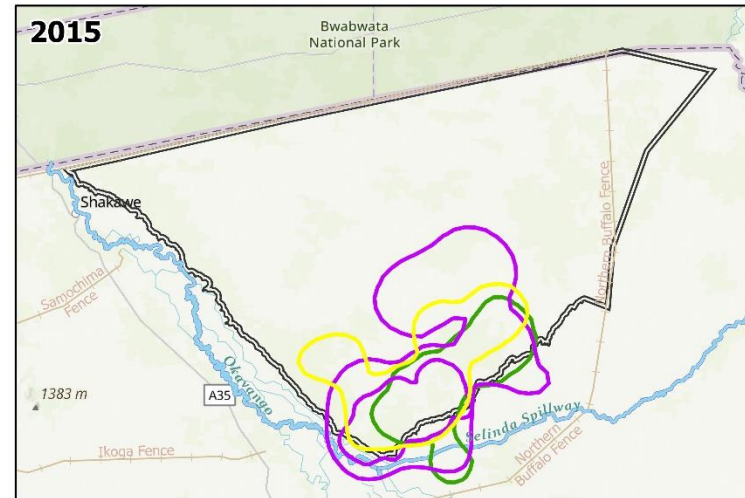 2015
Bwabwata
National Park
Shakawe
Samochima
Fence
Northern Buffalo Fence
1383 m
A35
Okavango
Selinda Spillway
Ikoga Fence
Northern
Buffalo Fence